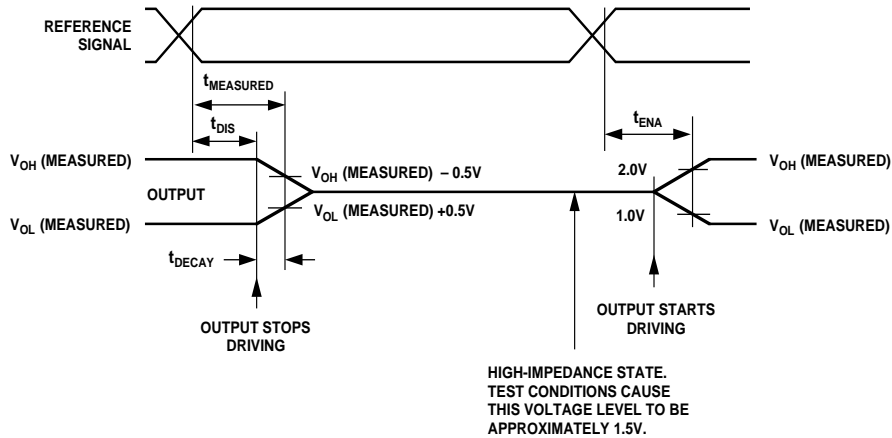 REFERENCE
SIGNAL
tMEASURED
tDIS
tENA
VOH (MEASURED)
VOH (MEASURED) – 0.5V
2.0V
VOH (MEASURED)
OUTPUT
VOL (MEASURED)
VOL (MEASURED) +0.5V
1.0V
VOL (MEASURED)
tDECAY
OUTPUT STOPS
DRIVING
OUTPUT STARTS
DRIVING
HIGH-IMPEDANCE STATE.
TEST CONDITIONS CAUSE
THIS VOLTAGE LEVEL TO BE
APPROXIMATELY 1.5V.